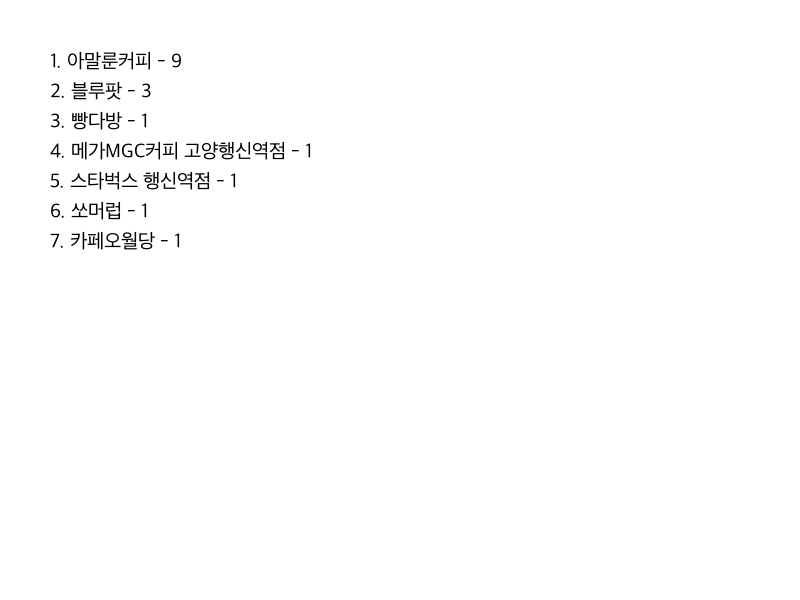 1. 아말룬커피 - 9
2. 블루팟 - 3
3. 빵다방 - 1
4. 메가MGC커피 고양행신역점 - 1
5. 스타벅스 행신역점 - 1
6. 쏘머럽 - 1
7. 카페오월당 - 1